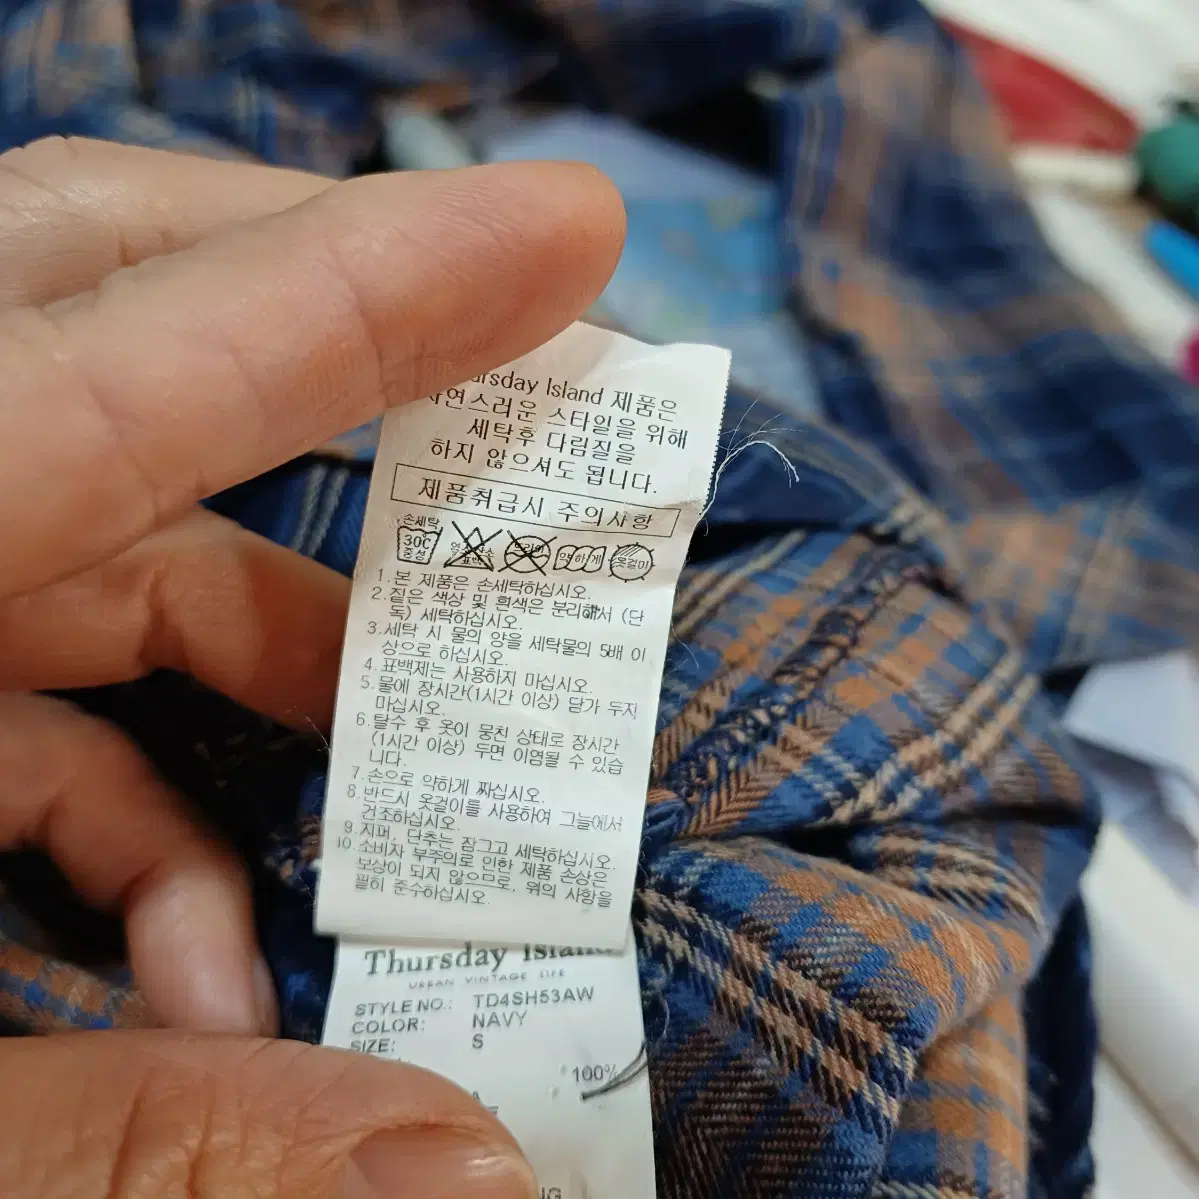 Island 제품은
스타일을 위해
세탁후 다림질을
하지 않으셔도 됩니다.
제품취급시 주의사항
손세탁
30C
중성
표백
약하게
옷걸이
1.본 제품은 손세탁하십시오.
2.짙은 색상 및 흰색은 분리해서 (단
독) 세탁하십시오.
3.세탁 시 물의 양을 세탁물의 5배 이
상으로 하십시오.
4.표백제는 사용하지 마십시오.
5.물에 장시간(1시간 이상) 담가 두지
마십시오.
6.탈수 후 옷이 뭉친 상태로 장시간
(1시간 이상) 두면 이염될 수 있습
니다.
7.손으로 약하게 짜십시오.
8.반드시 옷걸이를 사용하여 그늘에서
건조하십시오.
9.지퍼, 단추는 잠그고 세탁하십시오.
10.소비자 부주의로 인한 제품 손상은
보상이 되지 않으므로, 위의 사항을
필히 준수하십시오.
Thursday Island
URBAN VINTAGE LIFE
STYLE NO.: TD4SH53AW
COLOR: NAVY
SIZE: S
100%